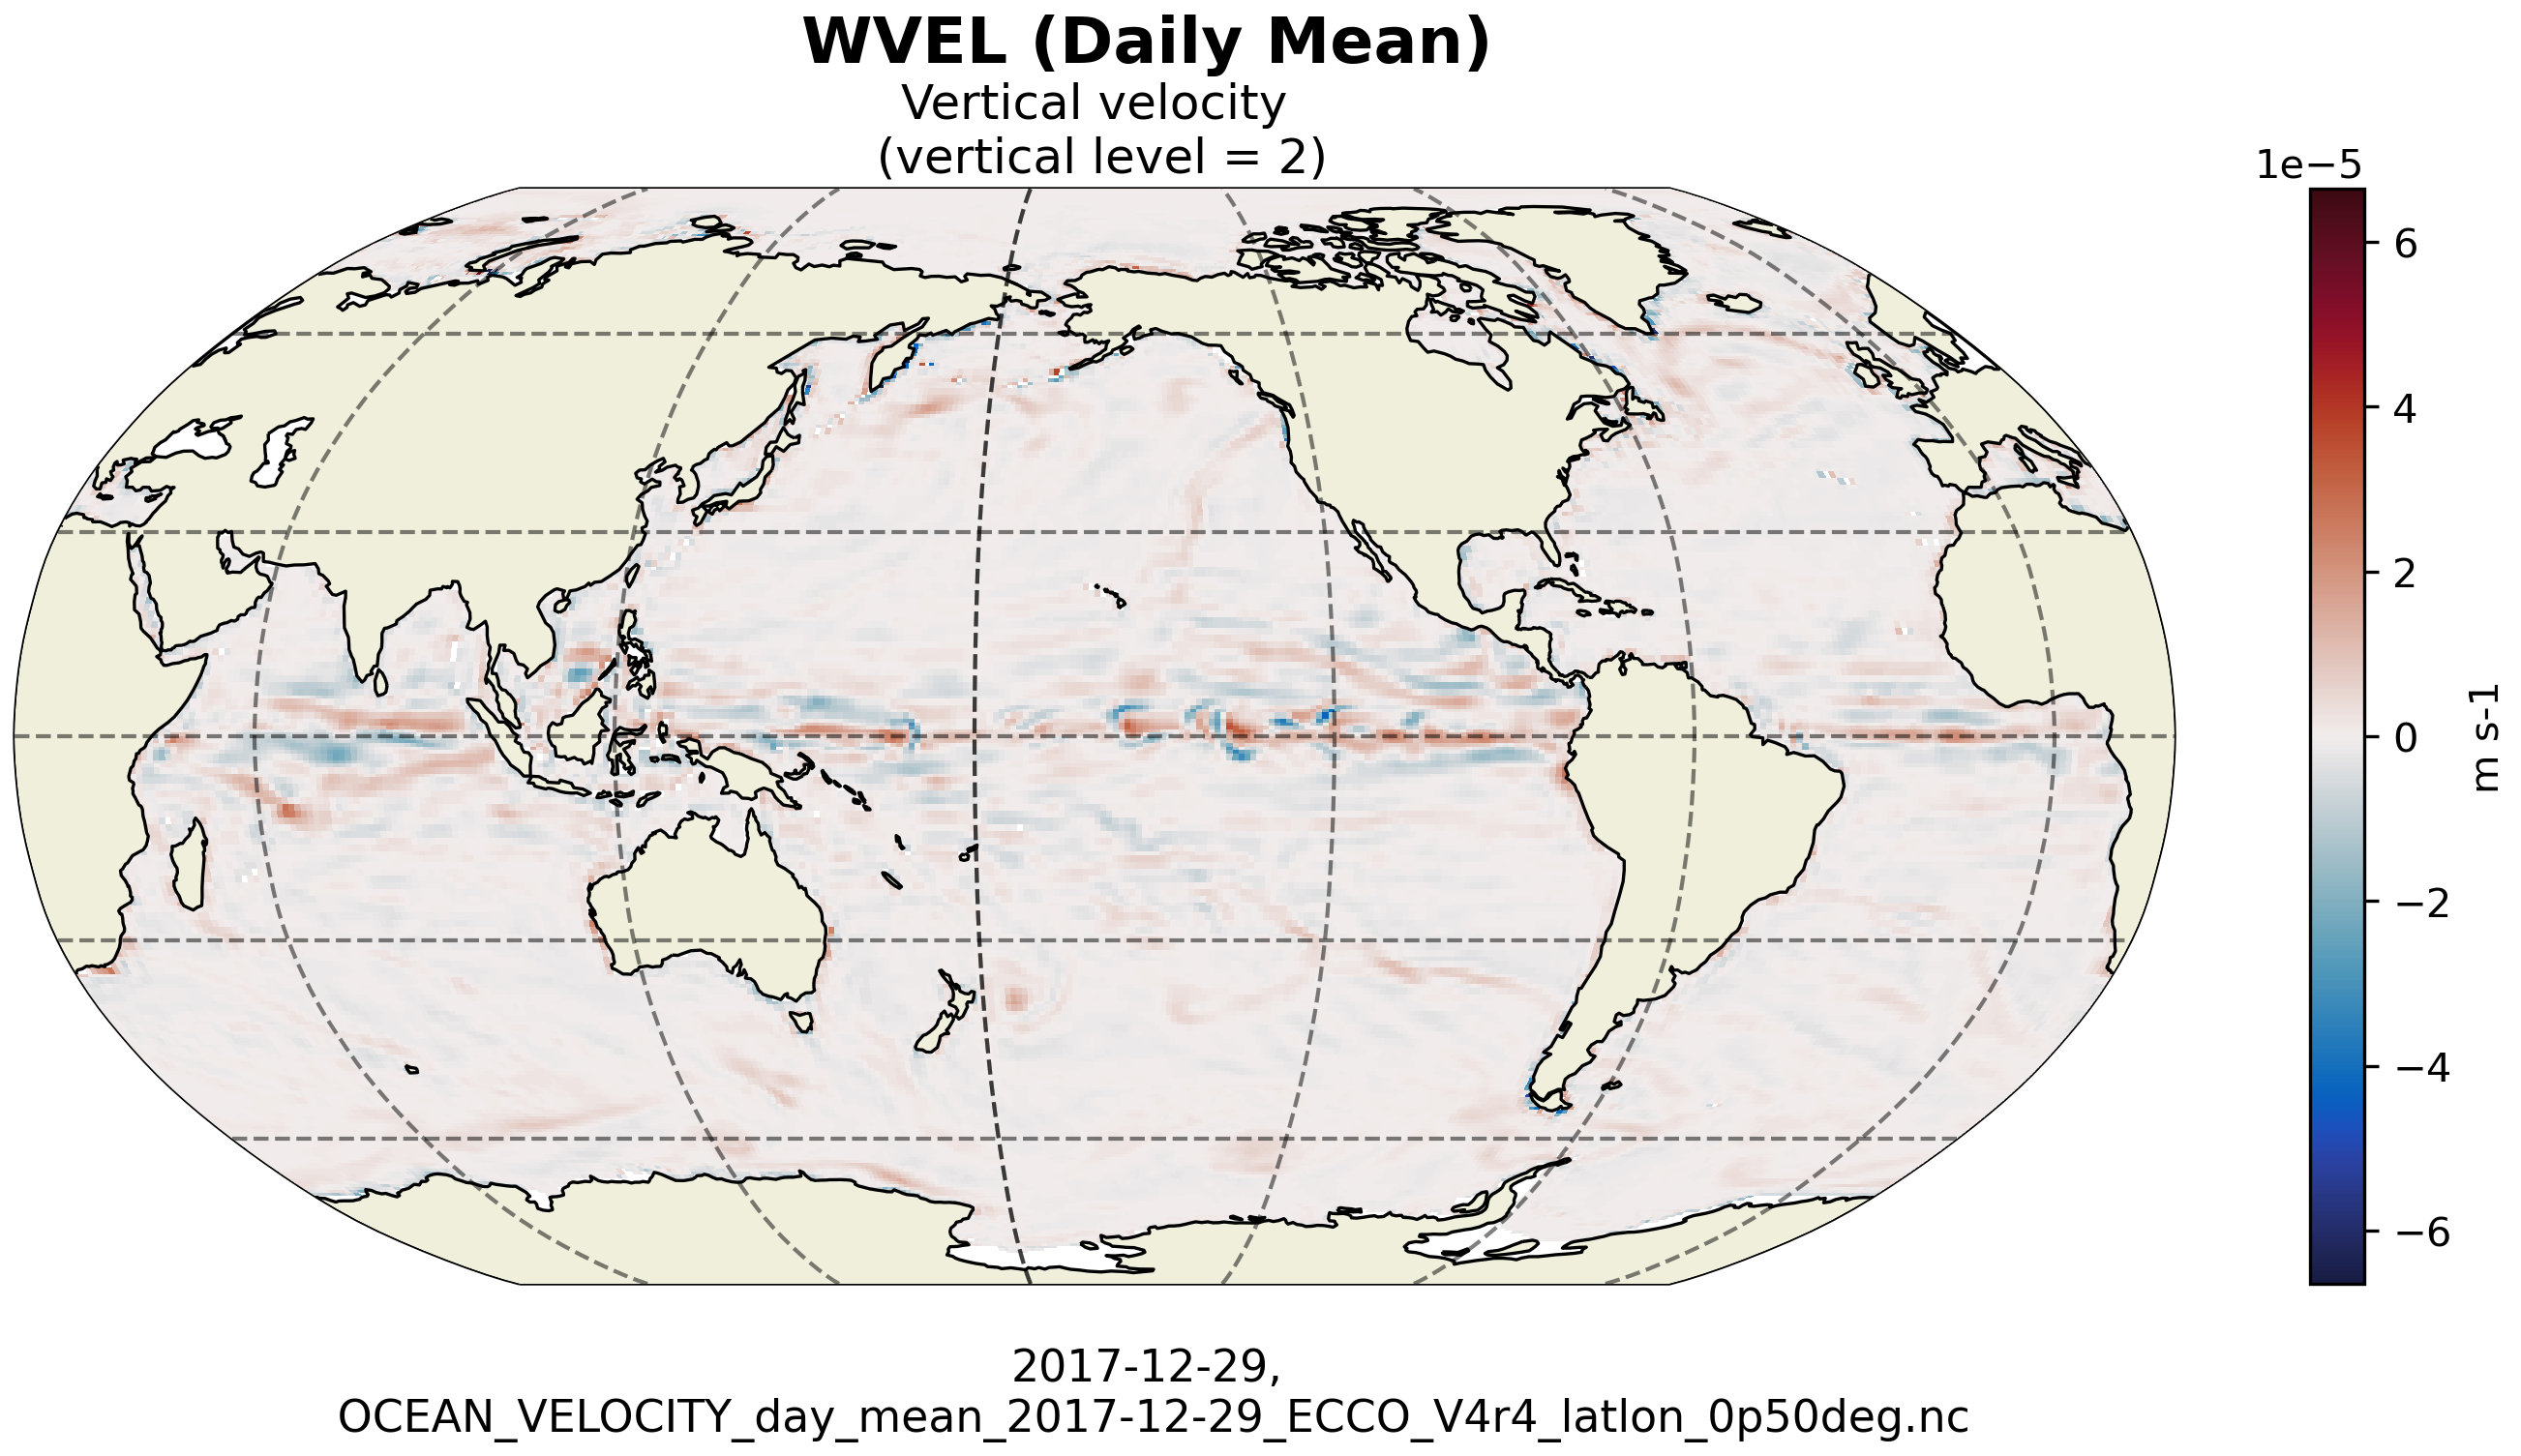 WVEL (Daily Mean)
Vertical velocity
(vertical level = 2)
1e−5
6
4
2
0
−2
−4
−6
m s-1
2017-12-29,
OCEAN_VELOCITY_day_mean_2017-12-29_ECCO_V4r4_latlon_0p50deg.nc